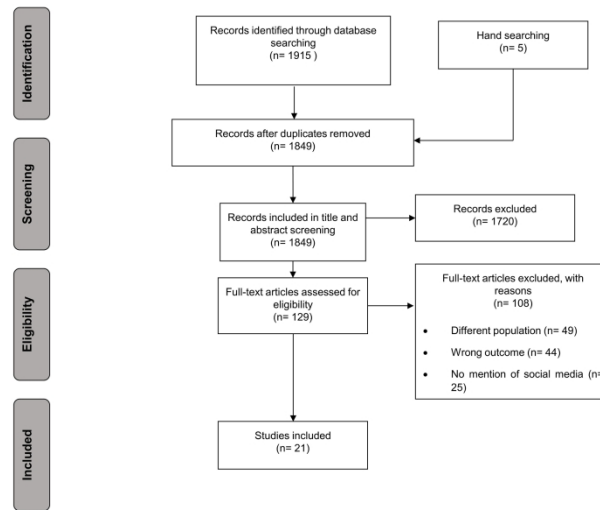 Identification
Records identified through database
searching
(n= 1915 )
Hand searching
(n= 5)
Records after duplicates removed
(n= 1849)
Screening
Records included in title and
abstract screening
(n= 1849)
Records excluded
(n= 1720)
Eligibility
Full-text articles assessed for
eligibility
(n= 129)
Full-text articles excluded, with
reasons
(n= 108)
• Different population (n= 49)
• Wrong outcome (n= 44)
• No mention of social media (n=
25)
Included
Studies included
(n= 21)